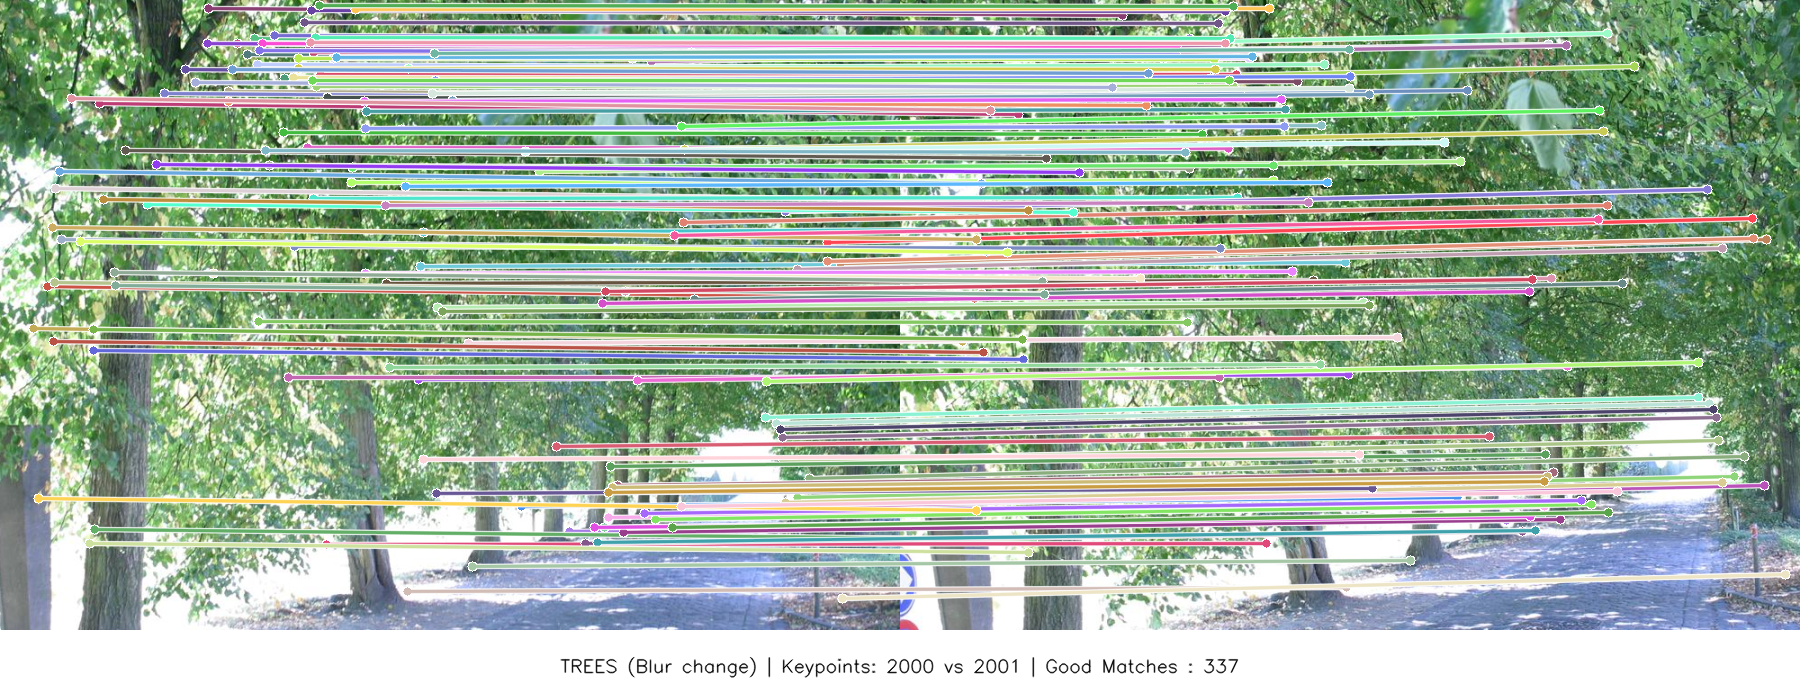 TREES (Blur change) | Keypoints: 2000 vs 2001 | Good Matches : 337